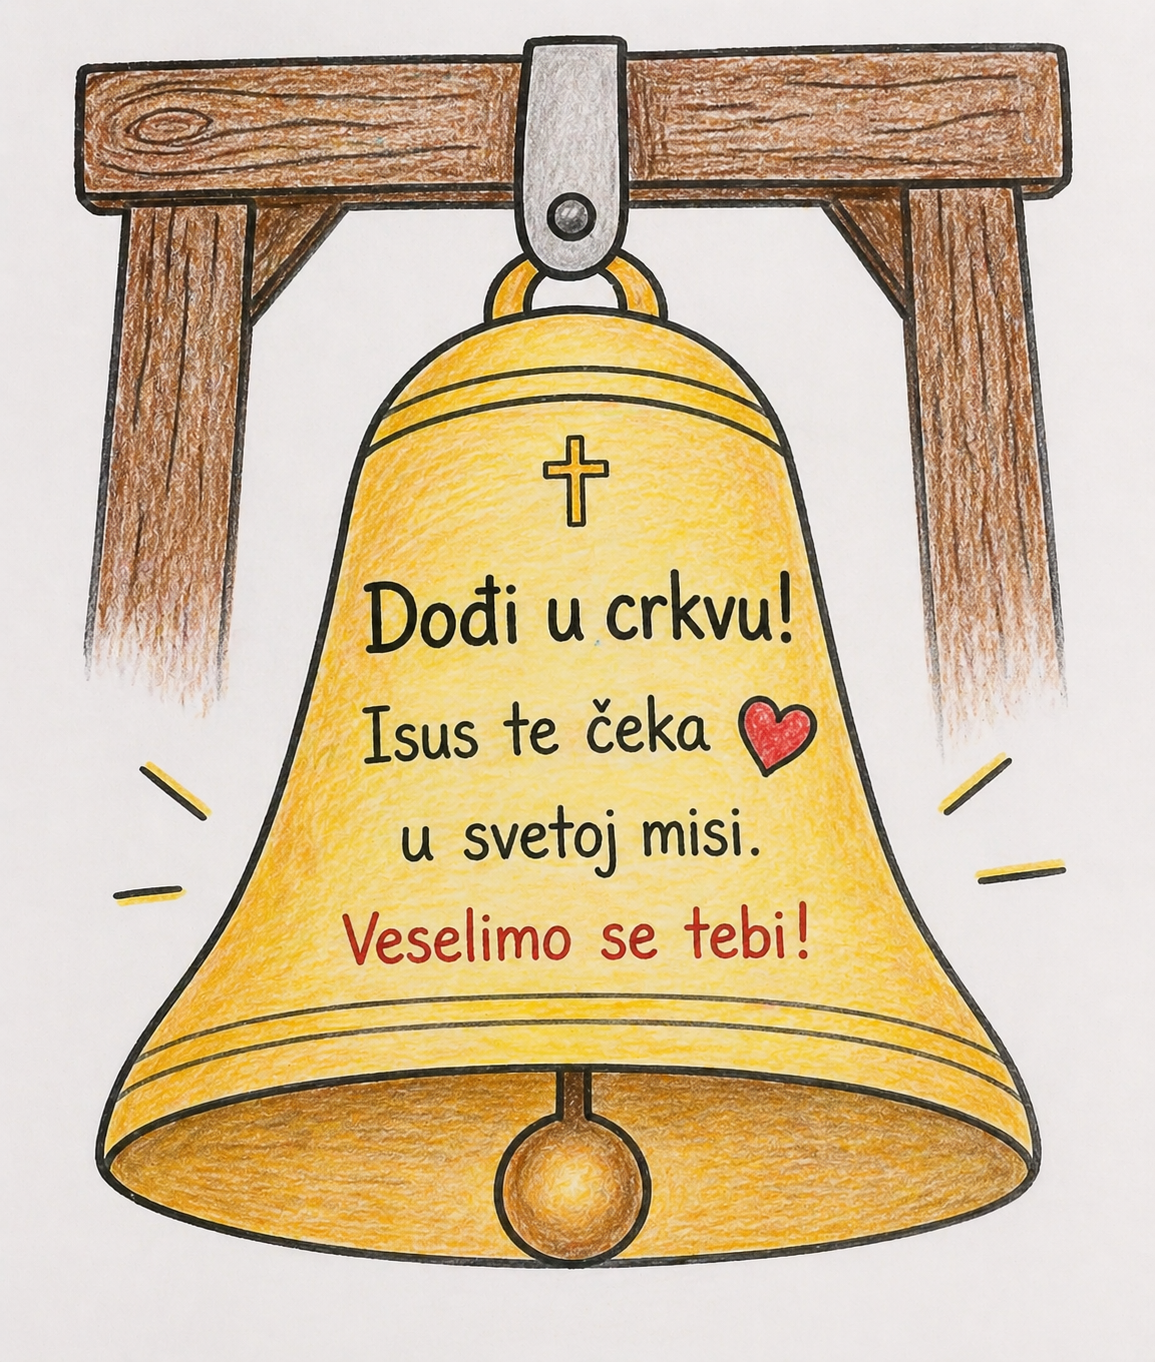 Dođi u crkvu!
Isus te čeka
u svetoj misi.
Veselimo se tebi!